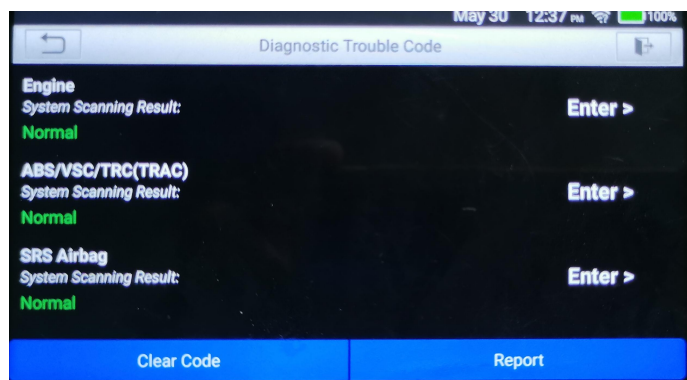 May 30 12:37 PM 100%
Diagnostic Trouble Code
Engine
System Scanning Result:
Enter >
Normal
ABS/VSC/TRC(TRAC)
System Scanning Result:
Enter >
Normal
SRS Airbag
System Scanning Result:
Enter >
Normal
Clear Code
Report